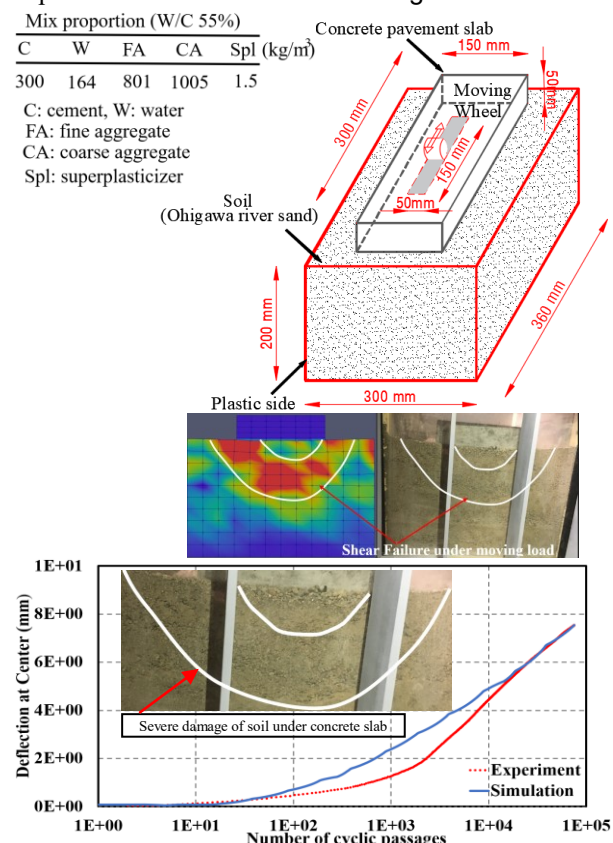 Mix proportion (W/C 55%)
C W FA CA Spl (kg/m³)
300 164 801 1005 1.5
C: cement, W: water
FA: fine aggregate
CA: coarse aggregate
Spl: superplasticizer
Concrete pavement slab
150 mm
50mm
300 mm
Moving
Wheel
150 mm
50mm
Soil
(Ohigawa river sand)
200 mm
360 mm
Plastic side
300 mm
Shear Failure under moving load
1E+01
8E+00
6E+00
4E+00
2E+00
0E+00
Deflection at Center (mm)
Severe damage of soil under concrete slab
Experiment
Simulation
1E+00 1E+01 1E+02 1E+03 1E+04 1E+05
Number of cyclic passages